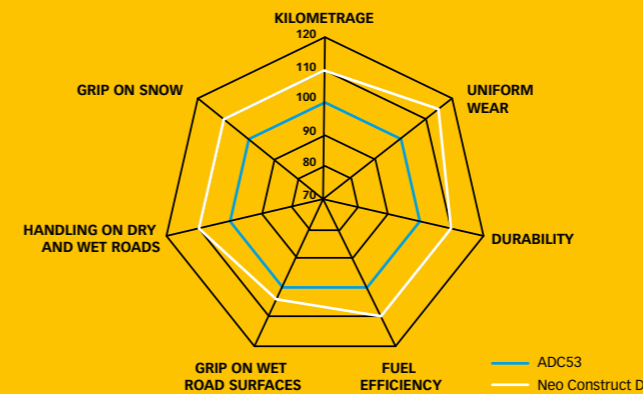 KILOMETRAGE
120
110
100
90
80
70
UNIFORM
WEAR
DURABILITY
FUEL
EFFICIENCY
GRIP ON WET
ROAD SURFACES
HANDLING ON DRY
AND WET ROADS
GRIP ON SNOW
ADC53
Neo Construct D